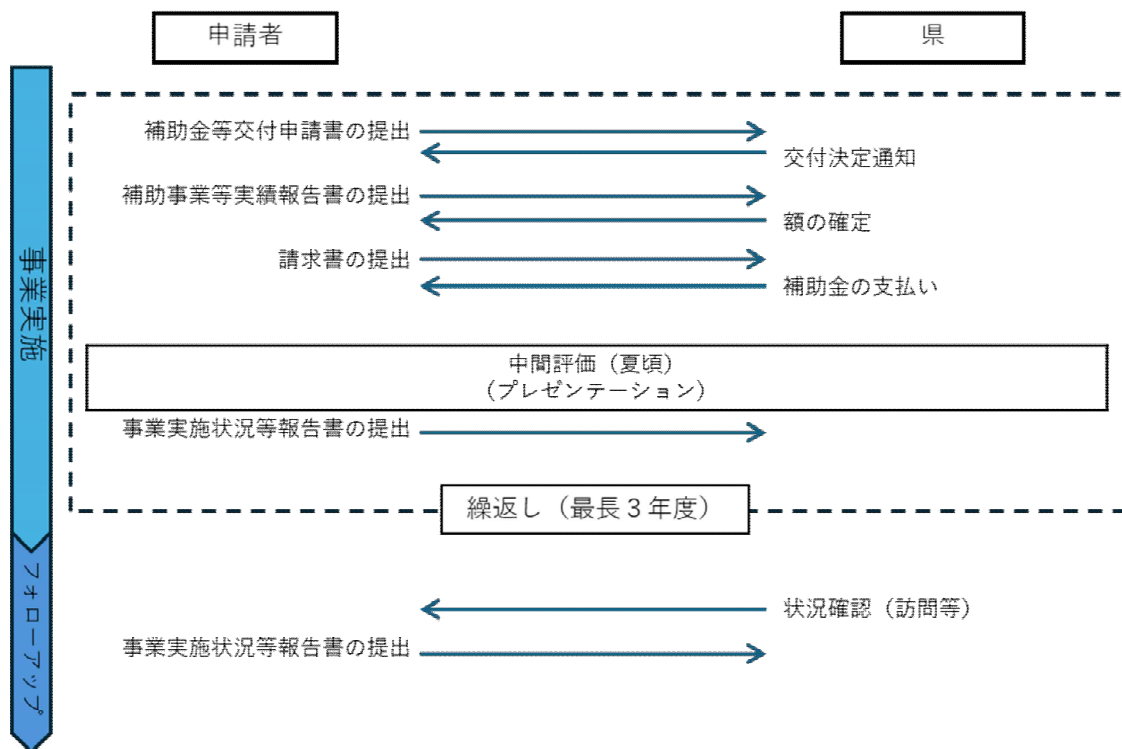 申請者
県
事業実施
補助金等交付申請書の提出
交付決定通知
補助事業等実績報告書の提出
額の確定
請求書の提出
補助金の支払い
中間評価（夏頃）
（プレゼンテーション）
事業実施状況等報告書の提出
繰返し（最長３年度）
フォローアップ
状況確認（訪問等）
事業実施状況等報告書の提出